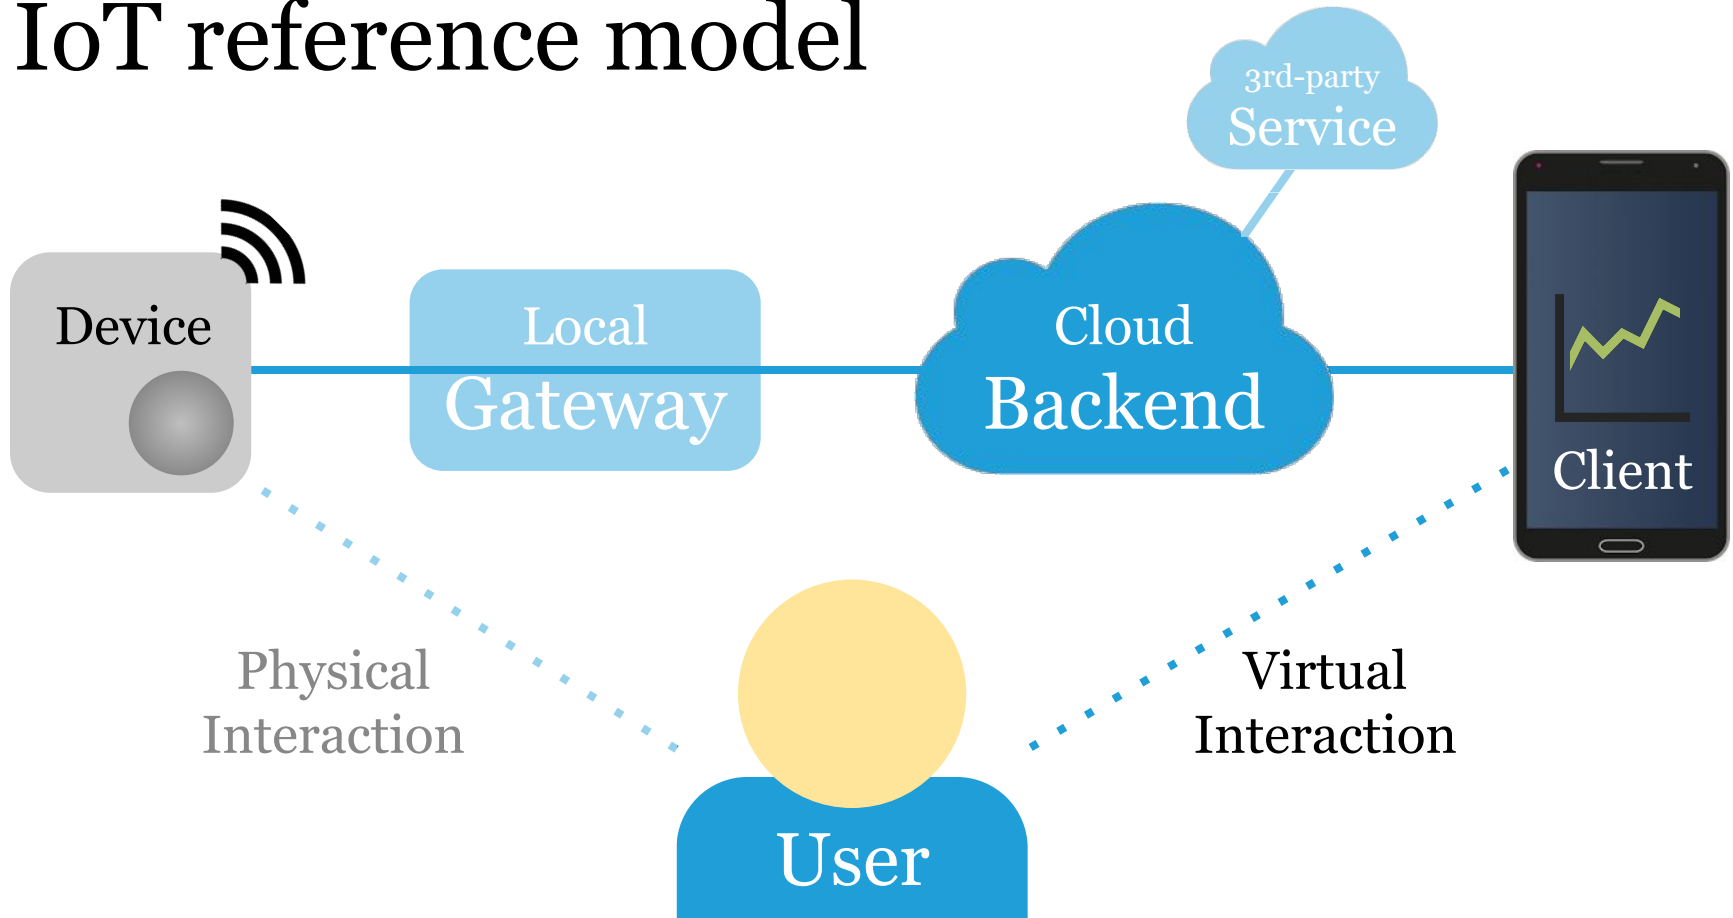 IoT reference model
3rd-party
Service
Device
Local
Gateway
Cloud
Backend
Client
Physical
Interaction
Virtual
Interaction
User